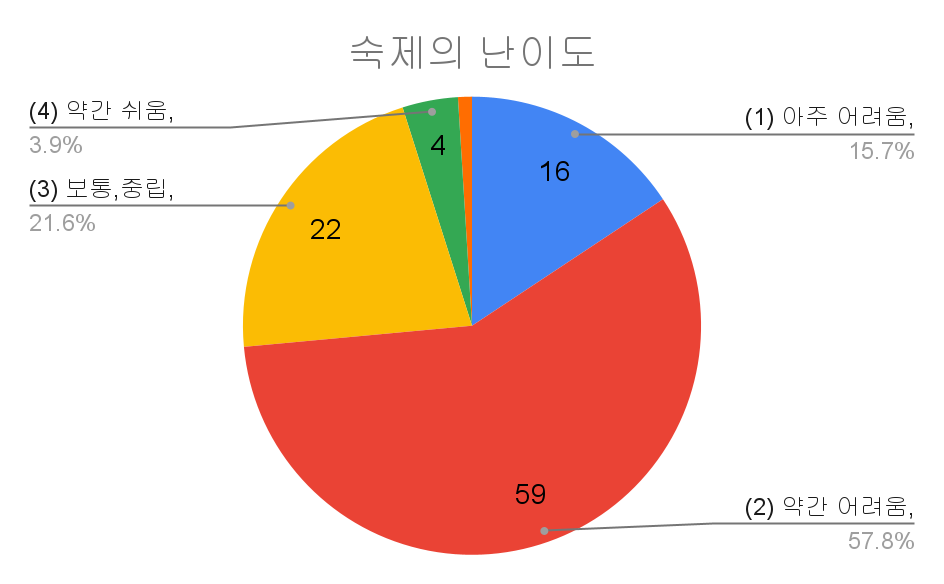 숙제의 난이도
(4) 약간 쉬움,
3.9%
(3) 보통,중립,
21.6%
(1) 아주 어려움,
15.7%
4
16
22
59
(2) 약간 어려움,
57.8%